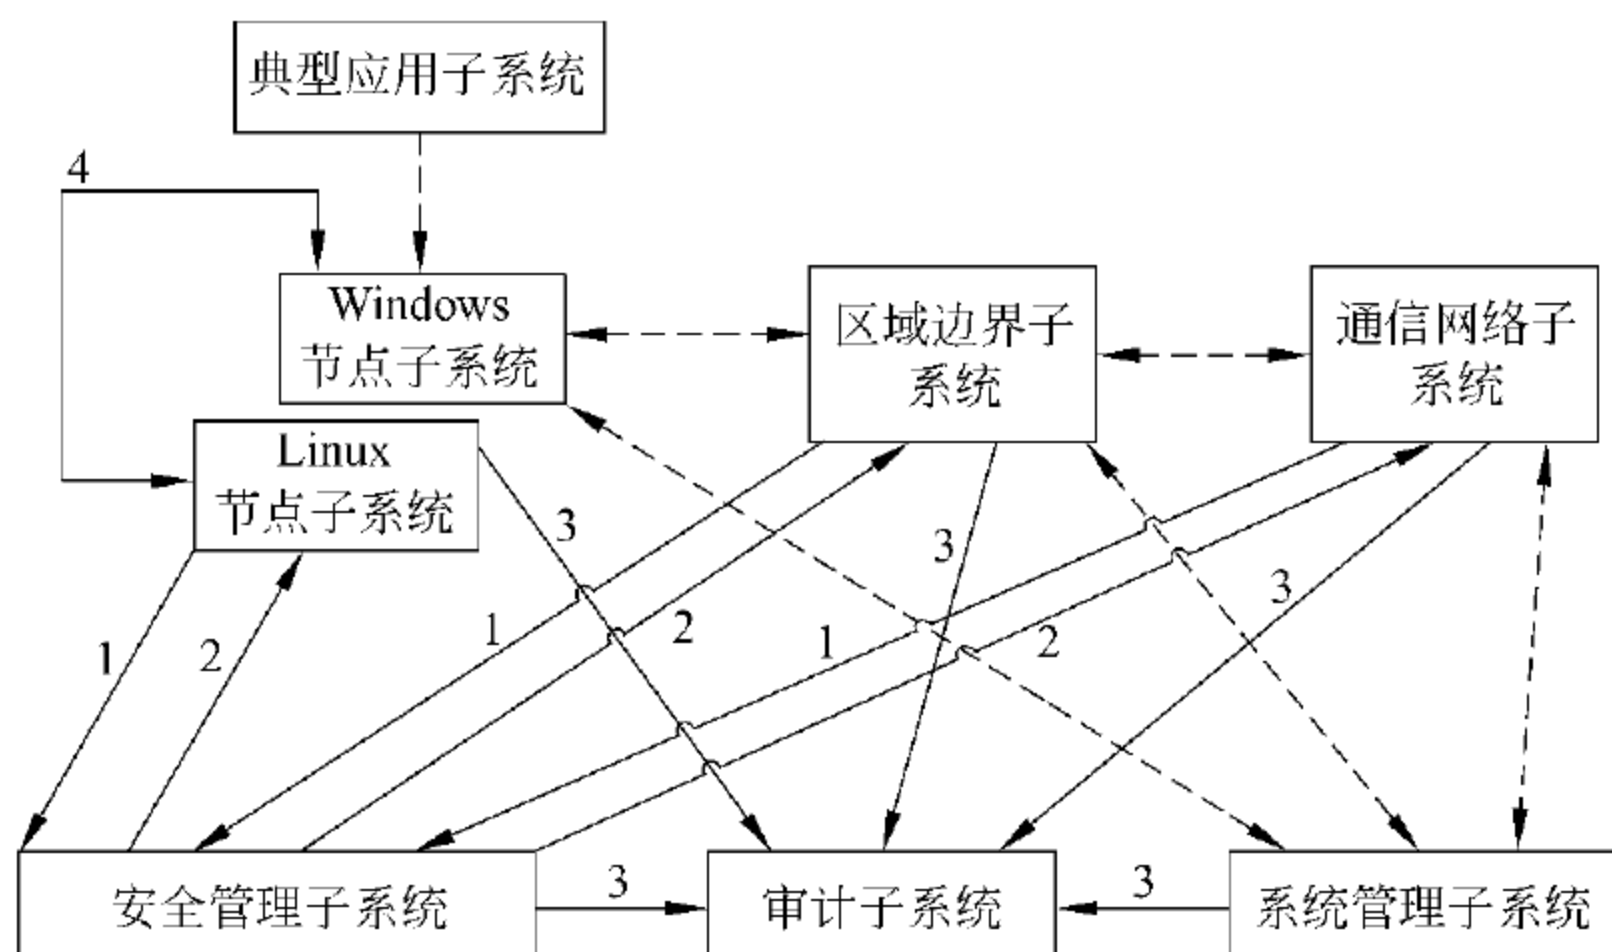 典型应用子系统
4
Windows
节点子系统
区域边界子
系统
通信网络子
系统
Linux
节点子系统
3
3
3
1
2
1
2
1
2
安全管理子系统
3
审计子系统
3
系统管理子系统